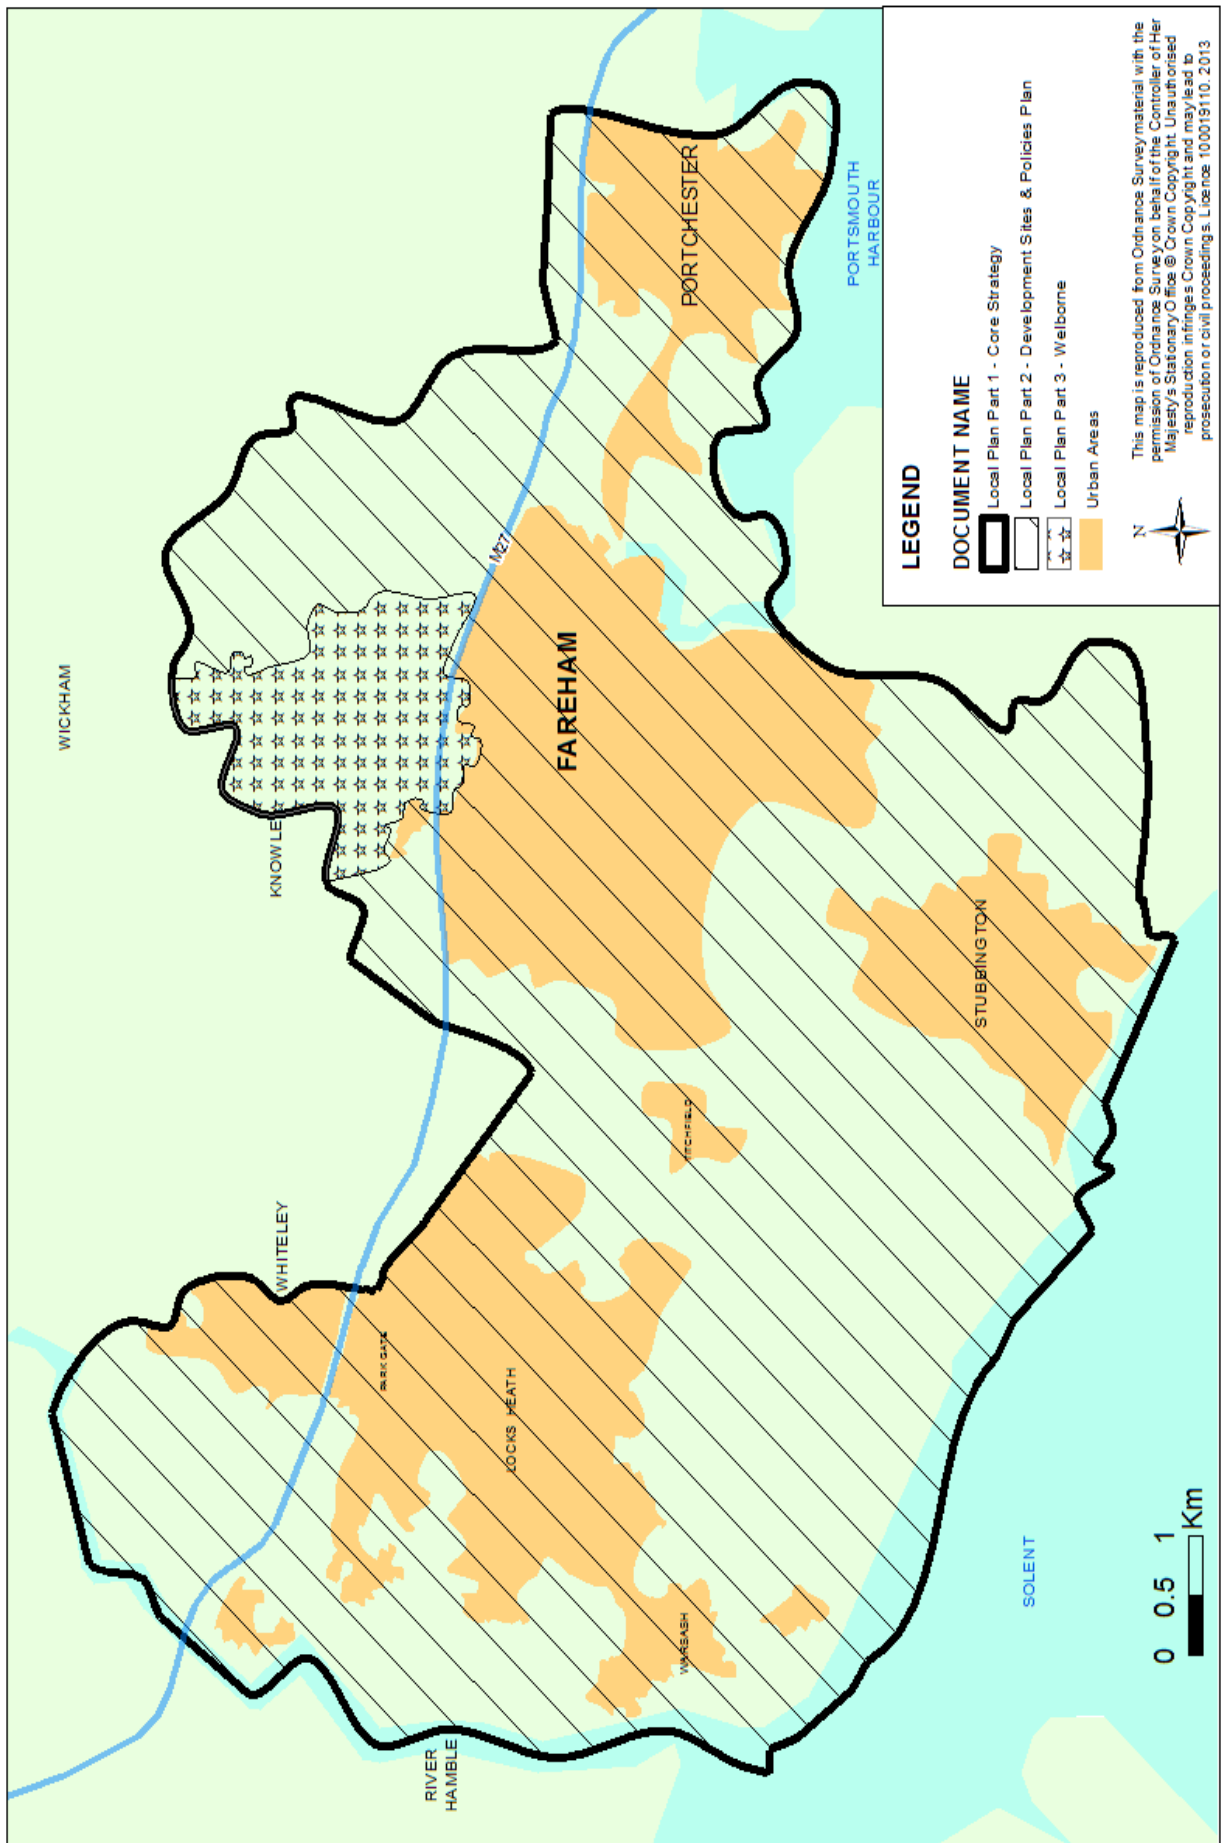 WICKHAM
KNOWLE
WHITELEY
M27
FAREHAM
PORTCHESTER
PORTSMOUTH
HARBOUR
PARK GATE
LOCKS HEATH
TITCHFIELD
STUBBINGTON
WARSASH
RIVER
HAMBLE
SOLENT
0 0.5 1
Km
LEGEND
DOCUMENT NAME
Local Plan Part 1 - Core Strategy
Local Plan Part 2 - Development Sites & Policies Plan
Local Plan Part 3 - Welborne
Urban Areas
N
This map is reproduced from Ordnance Survey material with the
permission of Ordnance Survey on behalf of the Controller of Her
Majesty's Stationary Office © Crown Copyright. Unauthorised
reproduction infringes Crown Copyright and may lead to
prosecution or civil proceedings. Licence 100019110. 2013